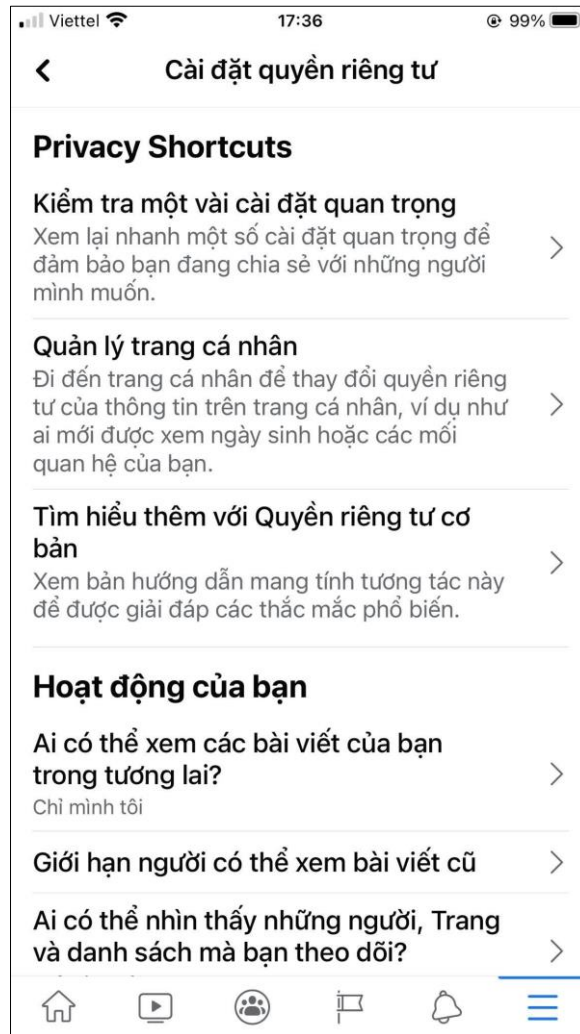 Viettel 17:36 99%
Cài đặt quyền riêng tư
Privacy Shortcuts
Kiểm tra một vài cài đặt quan trọng
Xem lại nhanh một số cài đặt quan trọng để
đảm bảo bạn đang chia sẻ với những người
mình muốn.
Quản lý trang cá nhân
Đi đến trang cá nhân để thay đổi quyền riêng
tư của thông tin trên trang cá nhân, ví dụ như
ai mới được xem ngày sinh hoặc các mối
quan hệ của bạn.
Tìm hiểu thêm với Quyền riêng tư cơ
bản
Xem bản hướng dẫn mang tính tương tác này
để được giải đáp các thắc mắc phổ biến.
Hoạt động của bạn
Ai có thể xem các bài viết của bạn
trong tương lai?
Chỉ mình tôi
Giới hạn người có thể xem bài viết cũ
Ai có thể nhìn thấy những người, Trang
và danh sách mà bạn theo dõi?